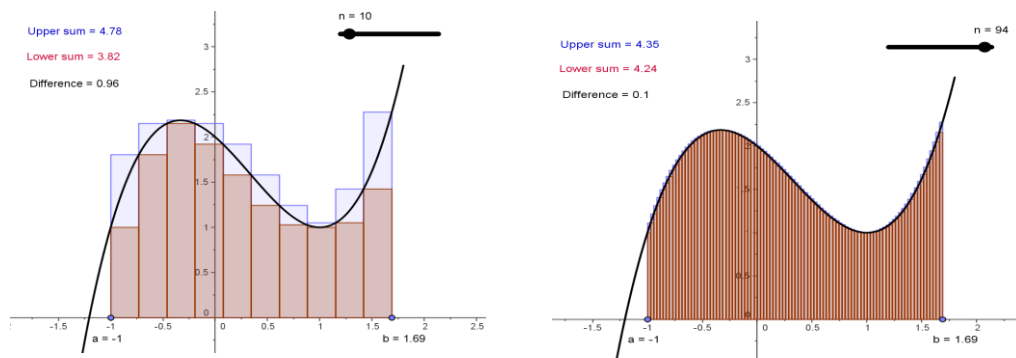 n = 10
Upper sum = 4.78
Lower sum = 3.82
Difference = 0.96
3
2.5
2
1.5
1
0.5
0
-1.5
-1
-0.5
0
0.5
1
1.5
2
2.5
a = -1
b = 1.69
n = 94
Upper sum = 4.35
Lower sum = 4.24
Difference = 0.1
3
2.5
2
1.5
1
0.5
0
-1.5
-1
-0.5
0
0.5
1
1.5
2
a = -1
b = 1.69